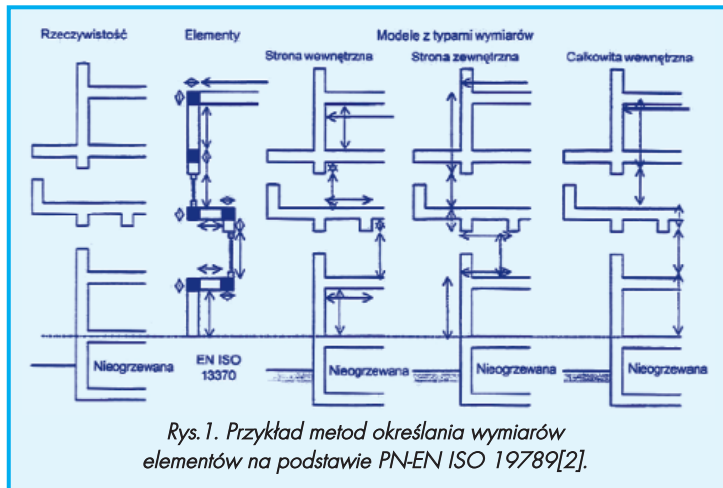 Rzeczywistość
Elementy
Modele z typami wymiarów
Strona wewnętrzna
Strona zewnętrzna
Całkowita wewnętrzna
Nieogrzewana
EN ISO
13370
Nieogrzewana
Nieogrzewana
Nieogrzewana
Rys.1. Przykład metod określania wymiarów
elementów na podstawie PN-EN ISO 19789[2].